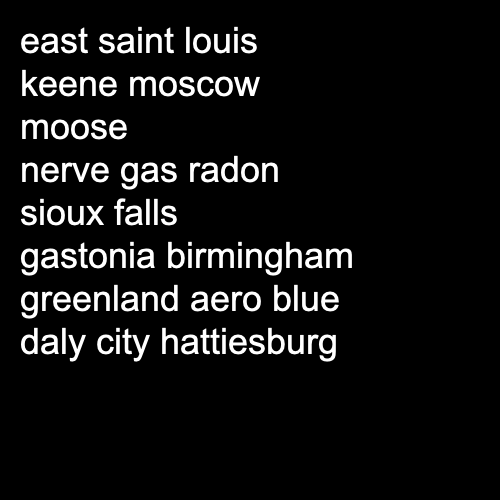 east saint louis
keene moscow
moose
nerve gas radon
sioux falls
gastonia birmingham
greenland aero blue
daly city hattiesburg